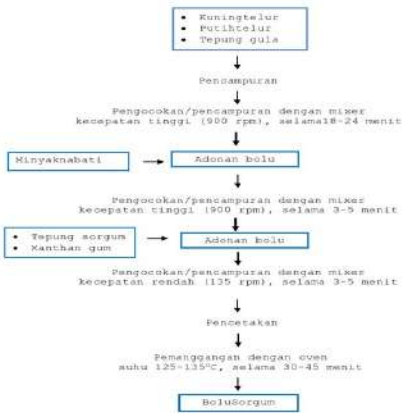 • Kuningtelur
• Putihtelur
• Tepung gula
Pencampuran
Pengocokan/pencampuran dengan mixer
kecepatan tinggi (900 rpm), selama18-24 menit
Minyaknabati
Adonan bolu
Pengocokan/pencampuran dengan mixer
kecepatan tinggi (900 rpm), selama 3-5 menit
• Tepung sorgum
• Xanthan gum
Adonan bolu
Pengocokan/pencampuran dengan mixer
kecepatan rendah (135 rpm), selama 3-5 menit
Pencetakan
Pemanggangan dengan oven
suhu 125-135°C, selama 30-45 menit
BoluSorgum